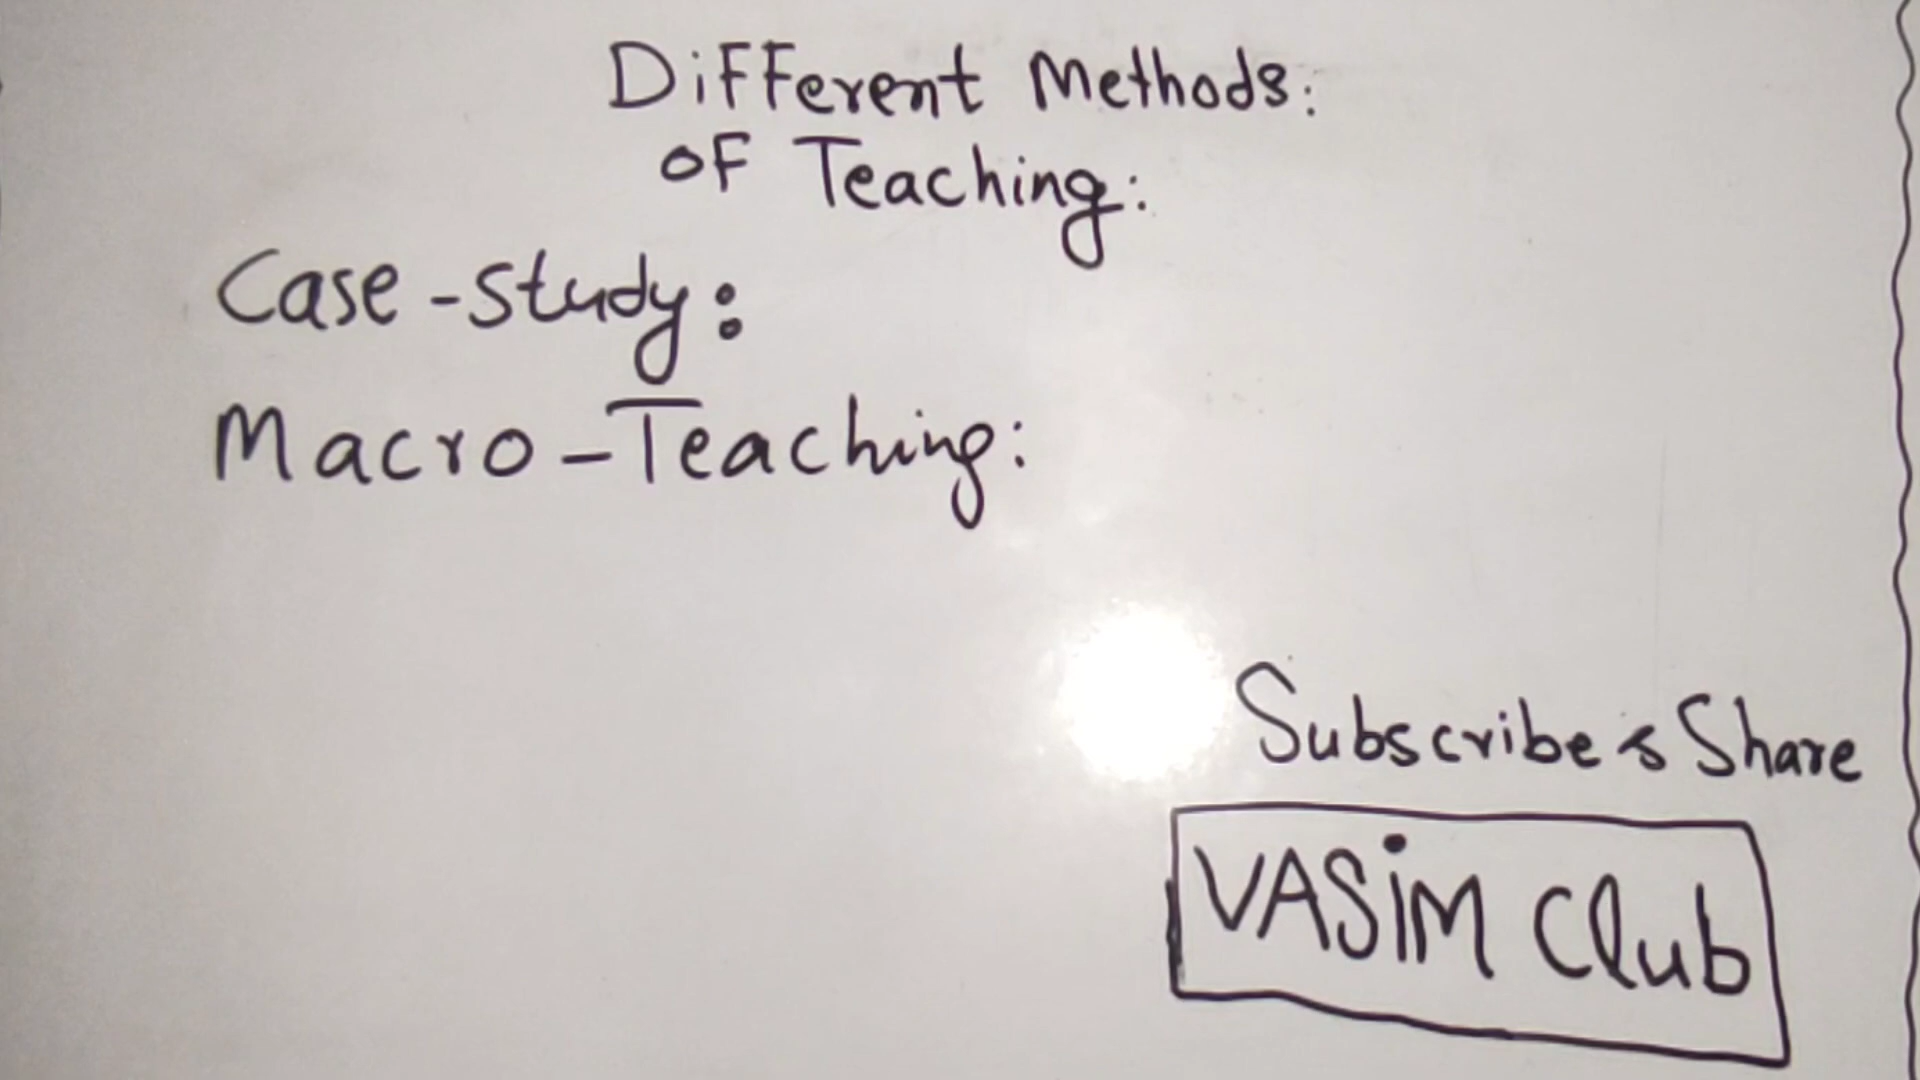 Different Methods:
of Teaching:
Case-study:
Macro-Teaching:
Subscribe & Share
VASiM Club